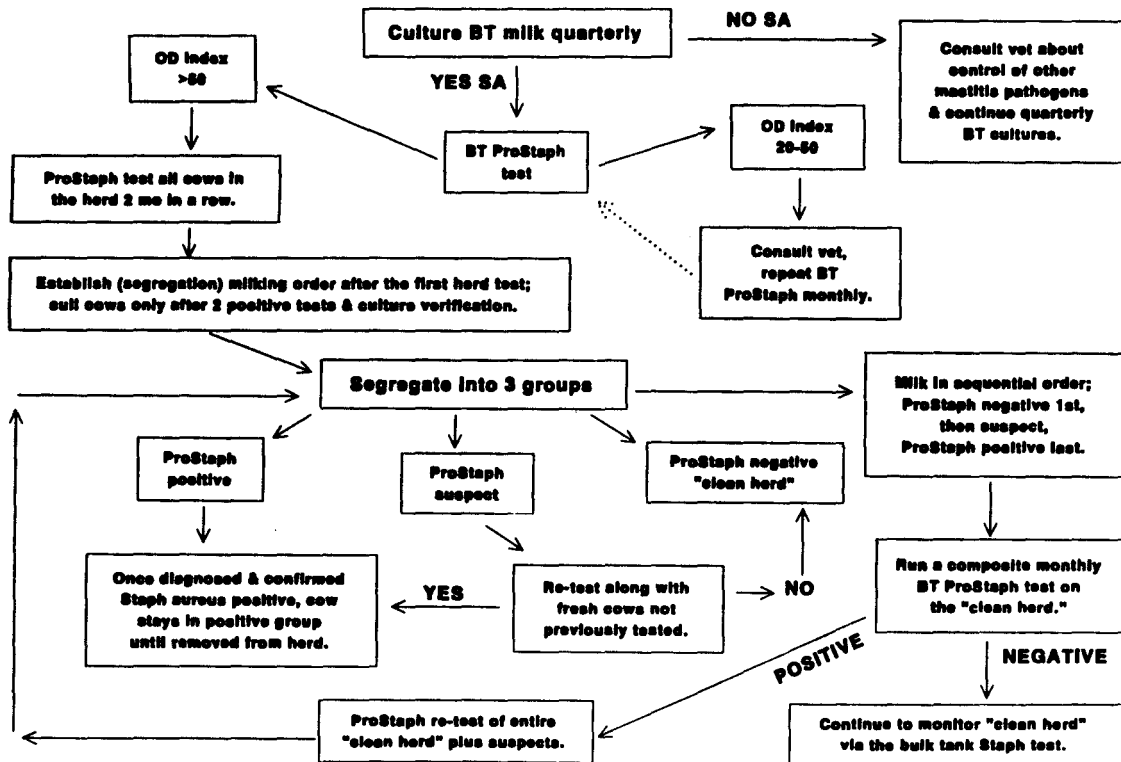 Culture BT milk quarterly
NO SA
YES SA
OD Index
>50
Consult vet about
control of other
mastitis pathogens
& continue quarterly
BT cultures.
BT ProStaph
test
OD Index
20-50
ProStaph test all cows in
the herd 2 mo in a row.
Consult vet,
repeat BT
ProStaph monthly.
Establish (segregation) milking order after the first herd test;
cull cows only after 2 positive tests & culture verification.
Segregate into 3 groups
Milk in sequential order;
ProStaph negative 1st,
then suspect,
ProStaph positive last.
ProStaph
positive
ProStaph
suspect
ProStaph negative
"clean herd"
Once diagnosed & confirmed
Staph aureus positive, cow
stays in positive group
until removed from herd.
YES
Re-test along with
fresh cows not
previously tested.
NO
Run a composite monthly
BT ProStaph test on
the "clean herd."
POSITIVE
NEGATIVE
ProStaph re-test of entire
"clean herd" plus suspects.
Continue to monitor "clean herd"
via the bulk tank Staph test.